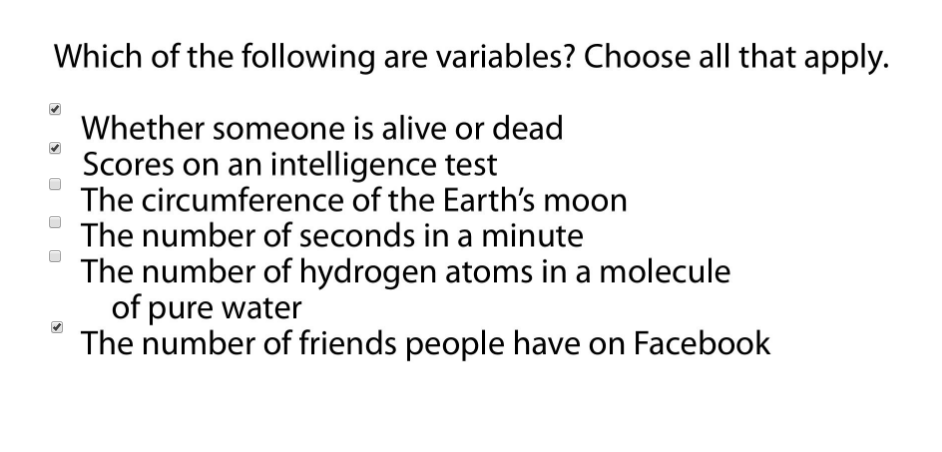 Which of the following are variables? Choose all that apply.
Whether someone is alive or dead
Scores on an intelligence test
The circumference of the Earth’s moon
The number of seconds in a minute
The number of hydrogen atoms in a molecule
of pure water
The number of friends people have on Facebook